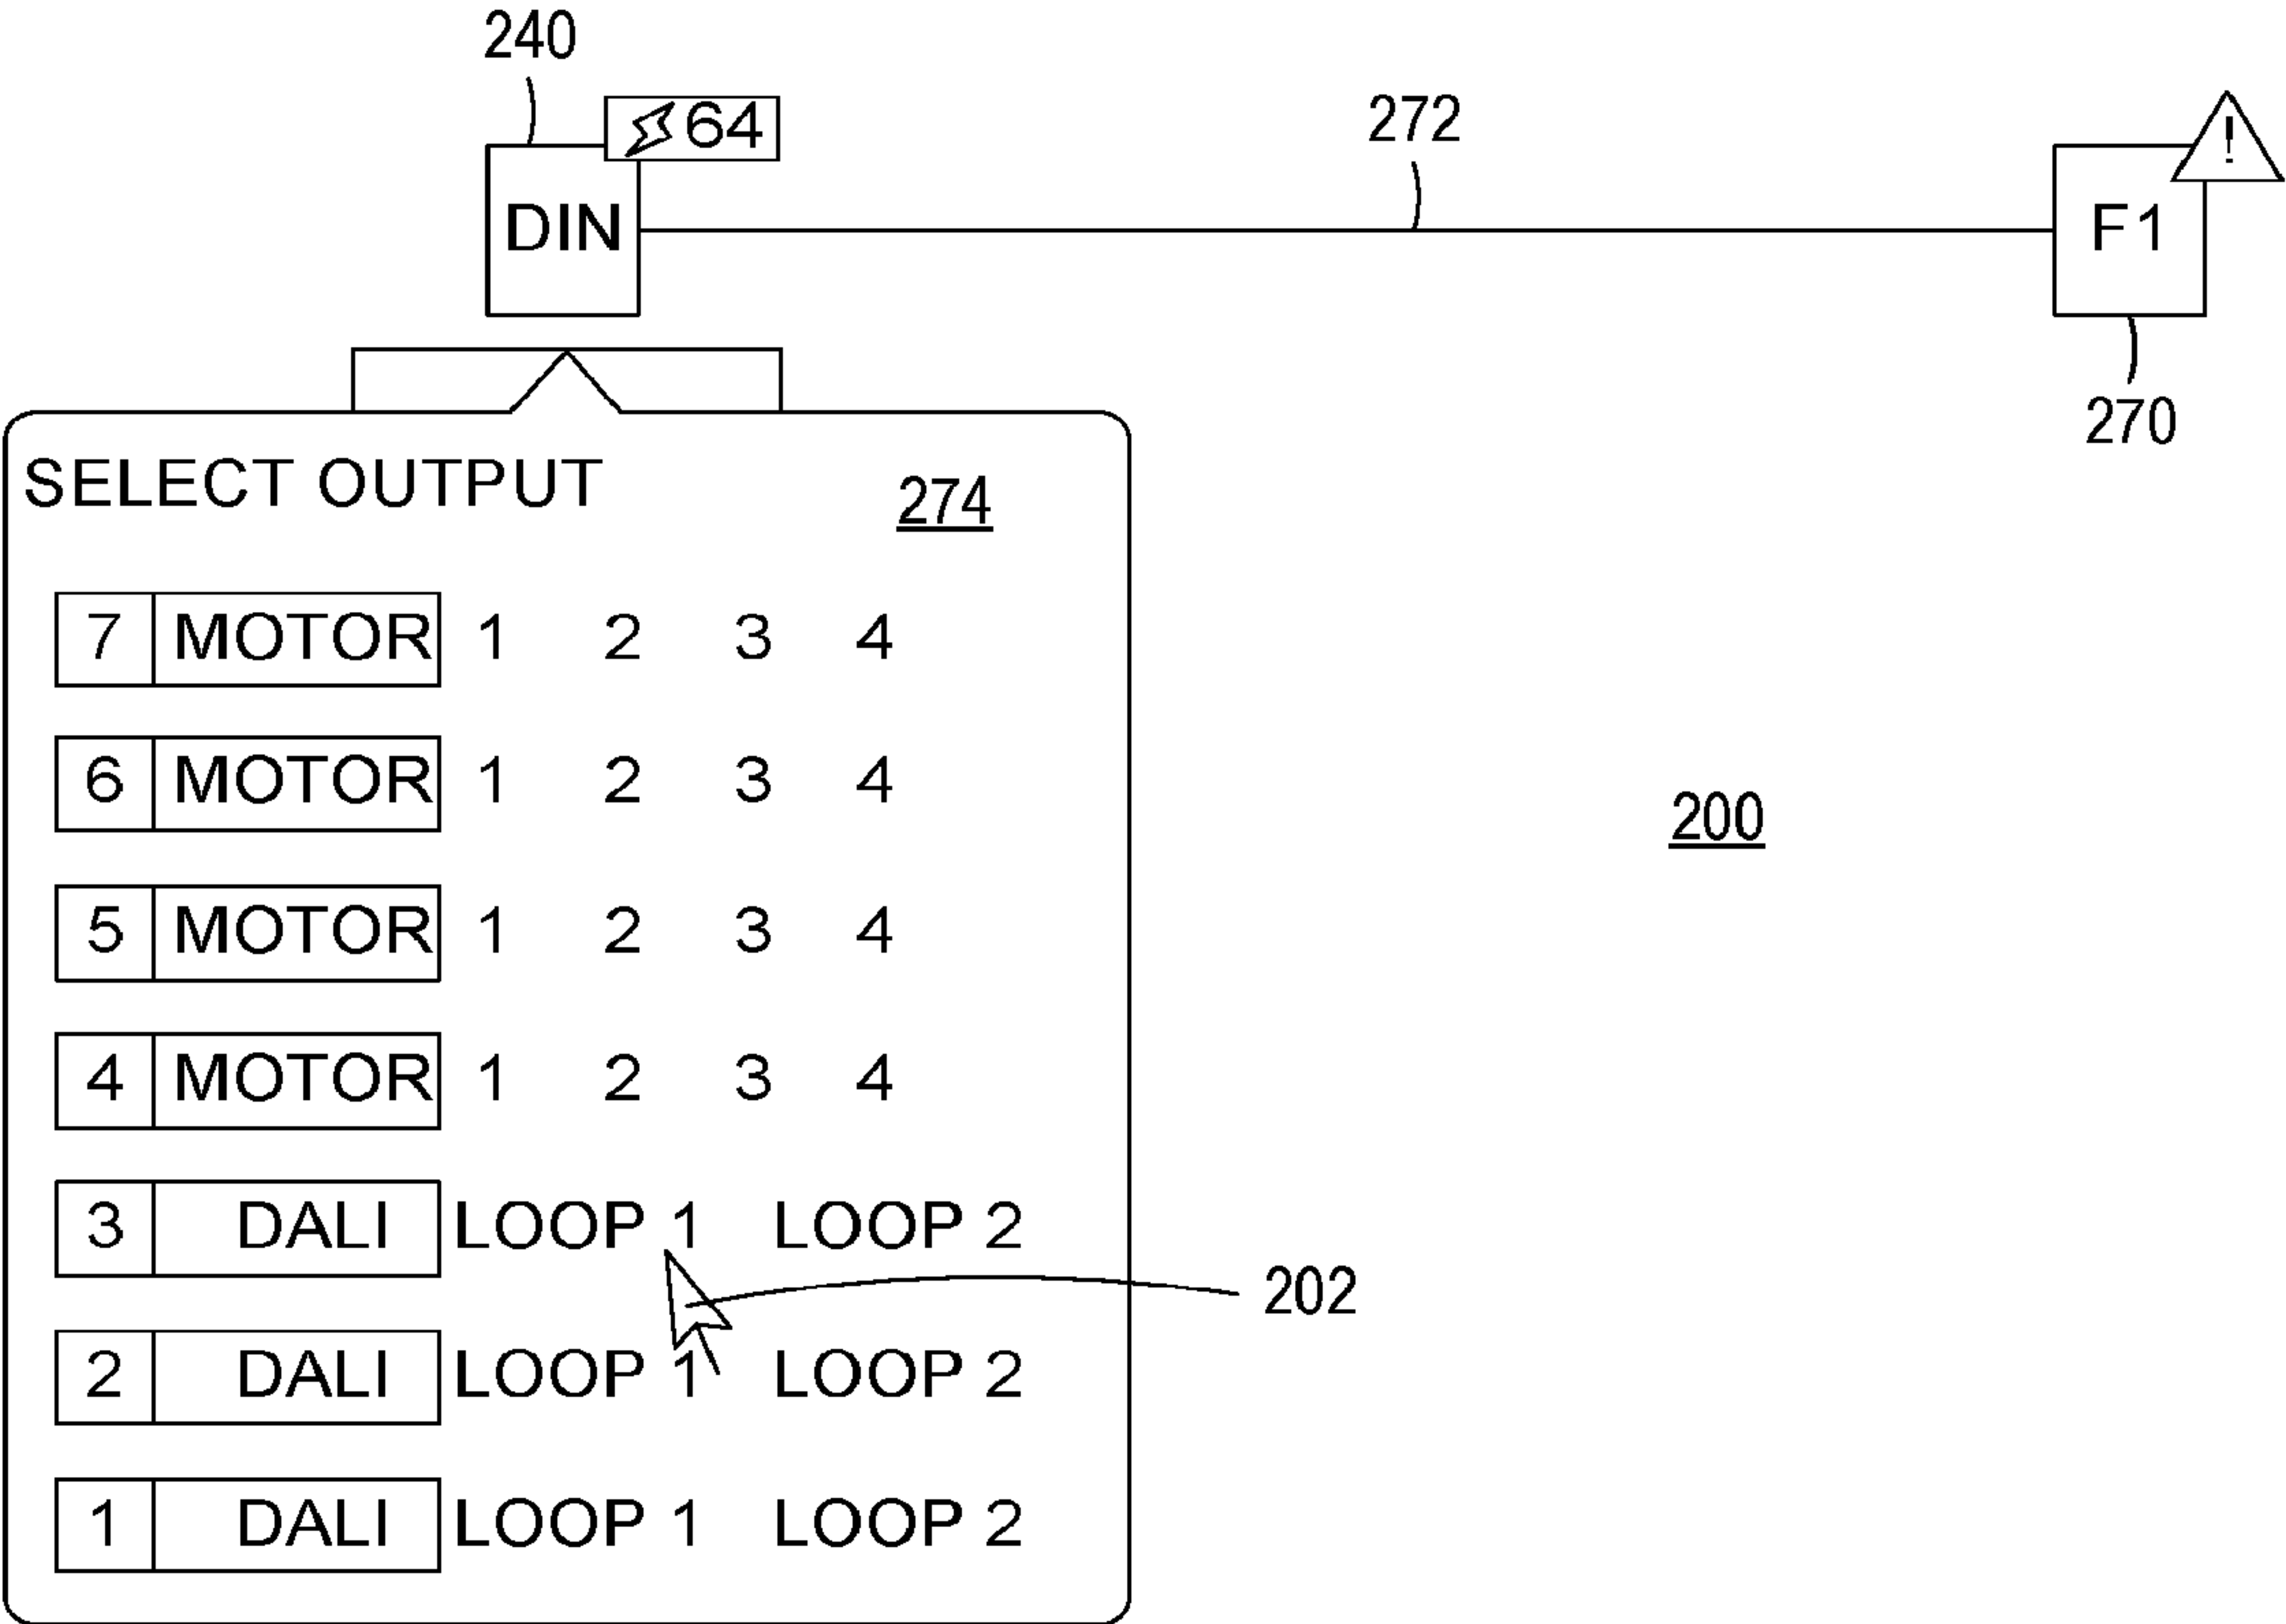 240
64
272
!
DIN
F1
270
SELECT OUTPUT
274
7 MOTOR 1 2 3 4
6 MOTOR 1 2 3 4
200
5 MOTOR 1 2 3 4
4 MOTOR 1 2 3 4
3 DALI LOOP 1 LOOP 2
202
2 DALI LOOP 1 LOOP 2
1 DALI LOOP 1 LOOP 2